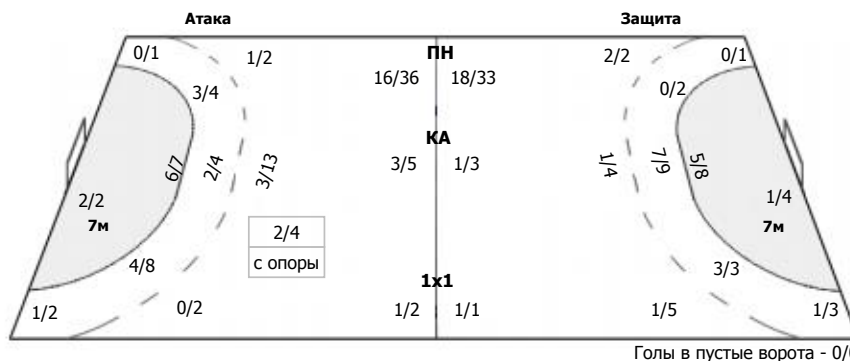 Атака Защита
0/1 1/2 ПН 2/2 0/1
16/36 18/33
3/4 0/2
КА
6/7 2/4 3/13 3/5 1/3 1/4 7/9 5/8
2/2 1/4
7м 7м
2/4
с опоры
4/8 3/3
1x1
1/2 0/2 1/2 1/1 1/5 1/3
Голы в пустые ворота - 0/